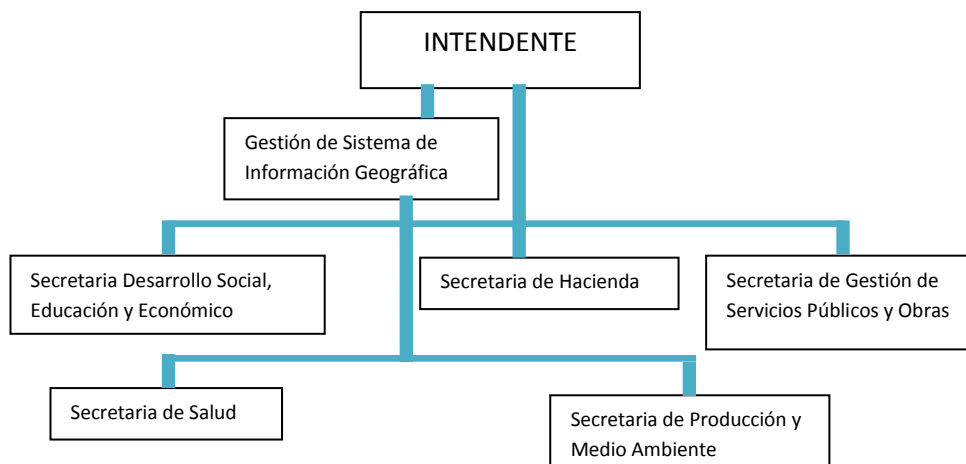 INTENDENTE
Gestión de Sistema de
Información Geográfica
Secretaria Desarrollo Social,
Educación y Económico
Secretaria de Hacienda
Secretaria de Gestión de
Servicios Públicos y Obras
Secretaria de Salud
Secretaria de Producción y
Medio Ambiente